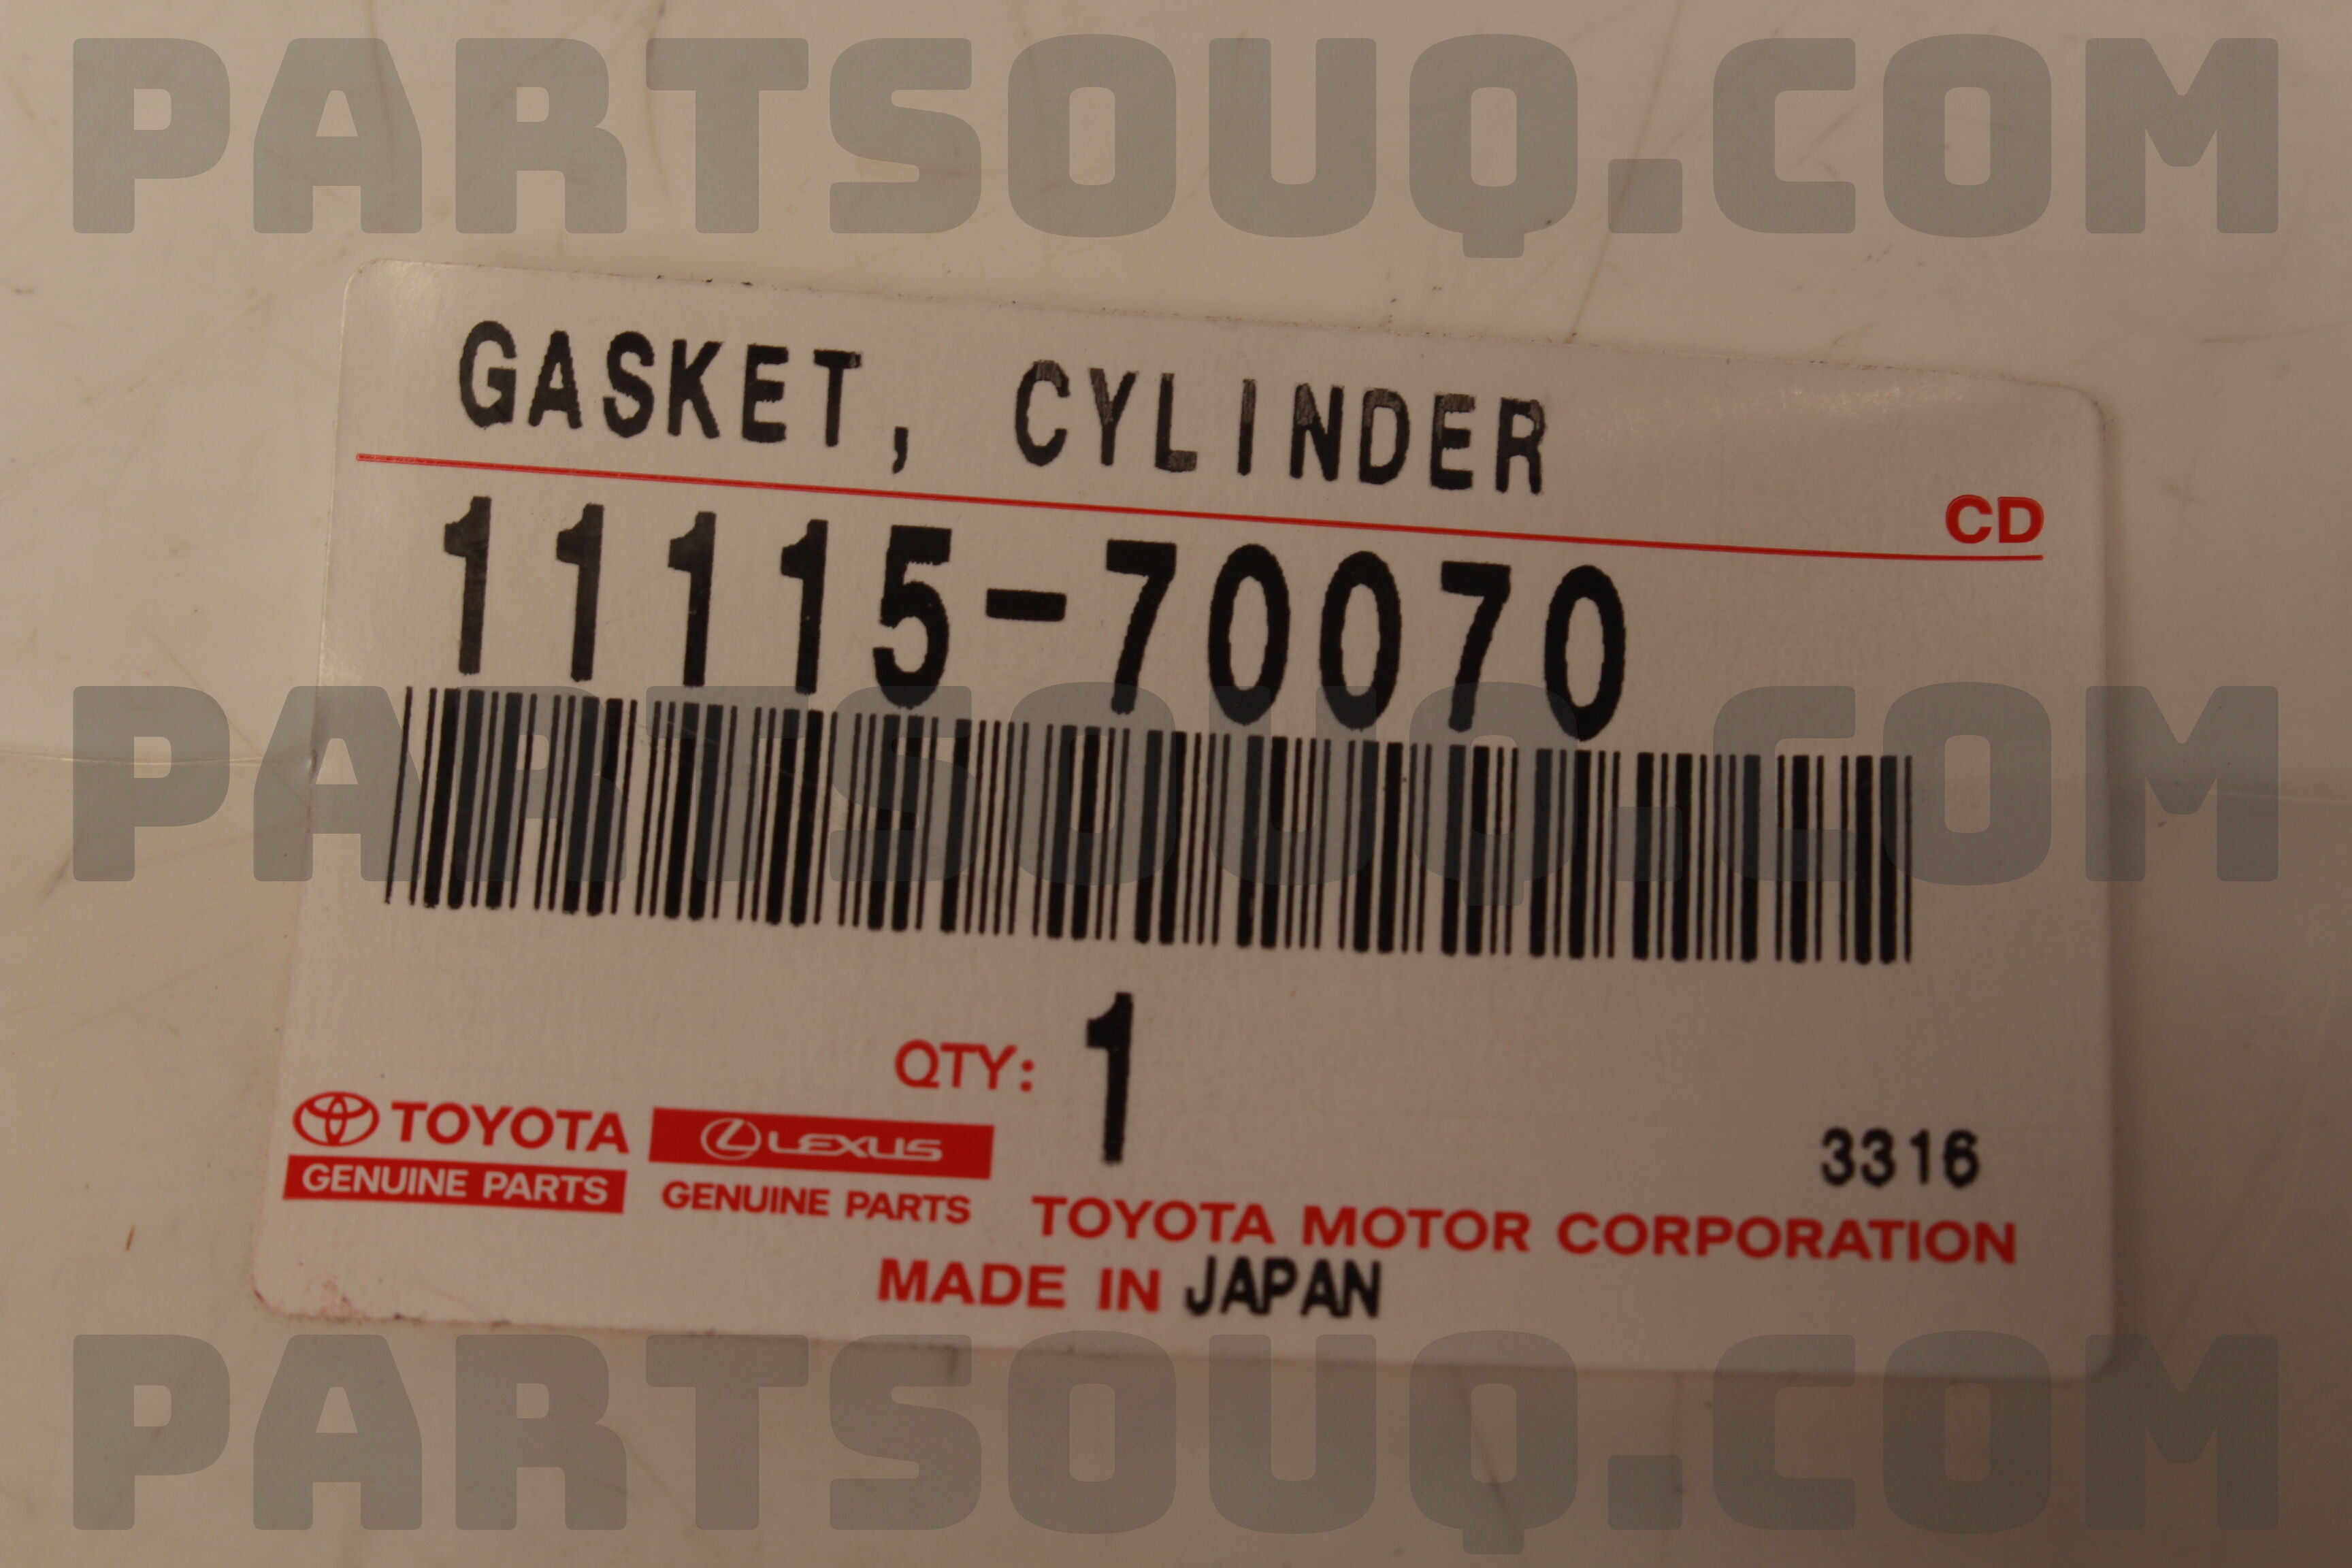 PARTSOUQ.COM
GASKET, CYLINDER
CD
11115-70070
PARTSOUQ.COM
QTY: 1
TOYOTA
GENUINE PARTS
LEXUS
GENUINE PARTS
3316
TOYOTA MOTOR CORPORATION
MADE IN JAPAN
PARTSOUQ.COM